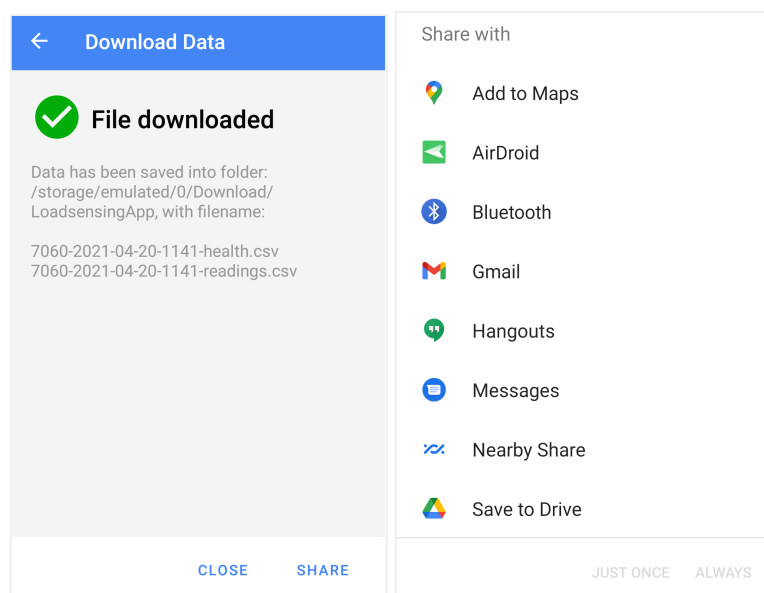 Download Data
File downloaded
Data has been saved into folder:
/storage/emulated/0/Download/
LoadsensingApp, with filename:
7060-2021-04-20-1141-health.csv
7060-2021-04-20-1141-readings.csv
CLOSE
SHARE
Share with
Add to Maps
AirDroid
Bluetooth
Gmail
Hangouts
Messages
Nearby Share
Save to Drive
JUST ONCE
ALWAYS